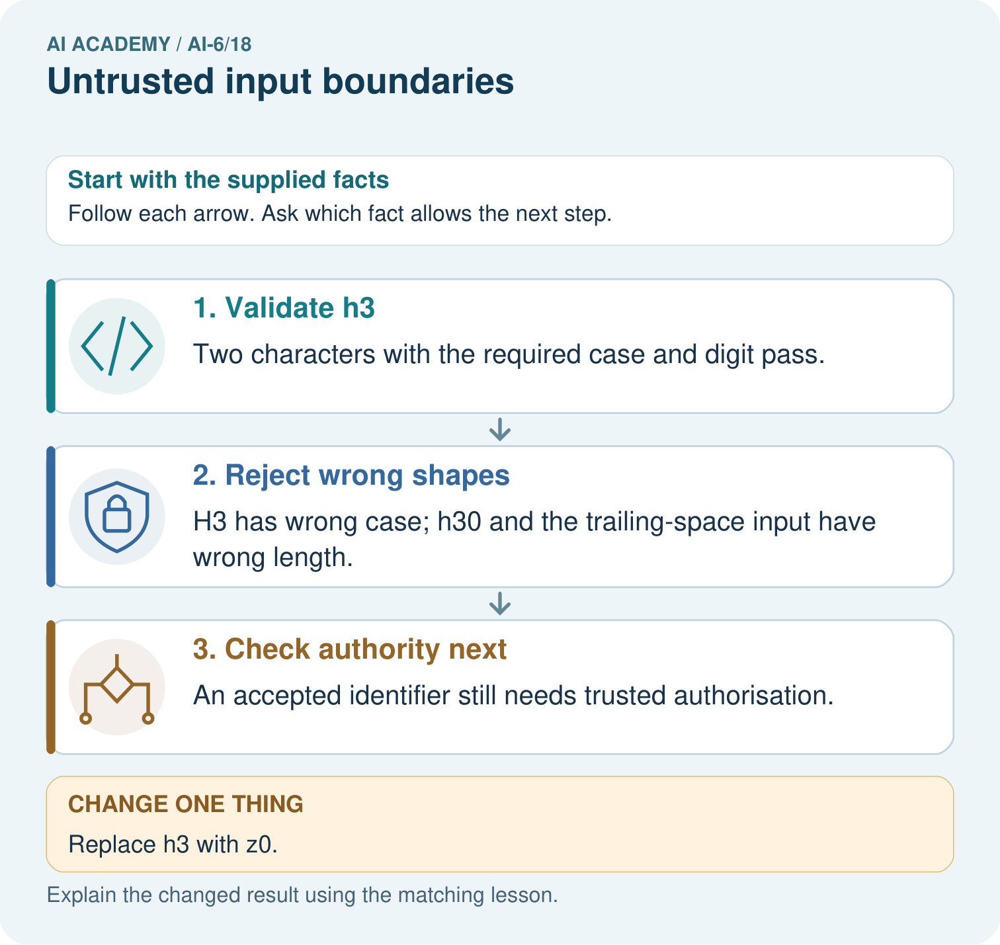 AI ACADEMY / AI-6/18
Untrusted input boundaries
Start with the supplied facts
Follow each arrow. Ask which fact allows the next step.
1. Validate h3
Two characters with the required case and digit pass.
2. Reject wrong shapes
H3 has wrong case; h30 and the trailing-space input have
wrong length.
3. Check authority next
An accepted identifier still needs trusted authorisation.
CHANGE ONE THING
Replace h3 with z0.
Explain the changed result using the matching lesson.